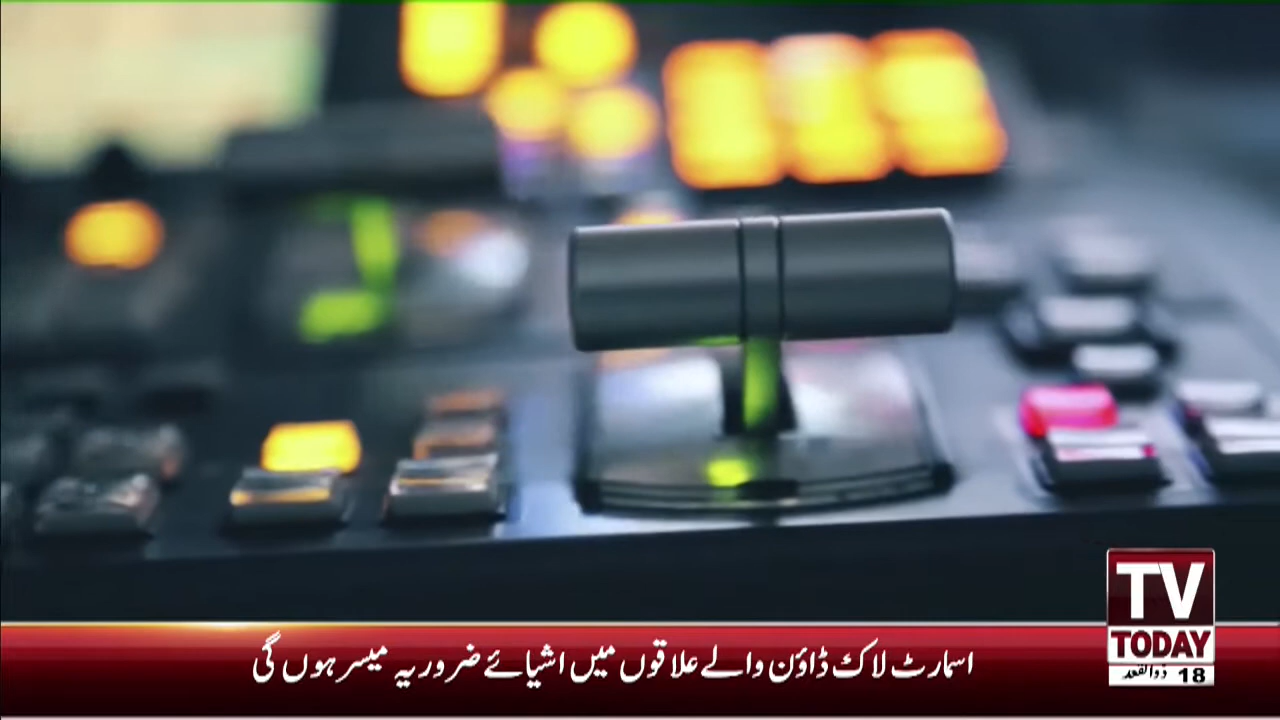 TV
TODAY
18 ذوالقعد
اسمارٹ لاک ڈاؤن والے علاقوں میں اشیائے ضروریہ میسر ہوں گی